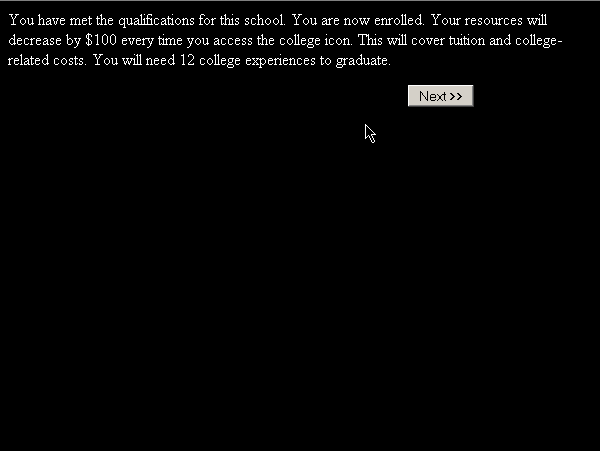 You have met the qualifications for this school. You are now enrolled. Your resources will
decrease by $100 every time you access the college icon. This will cover tuition and college-
related costs. You will need 12 college experiences to graduate.
Next >>